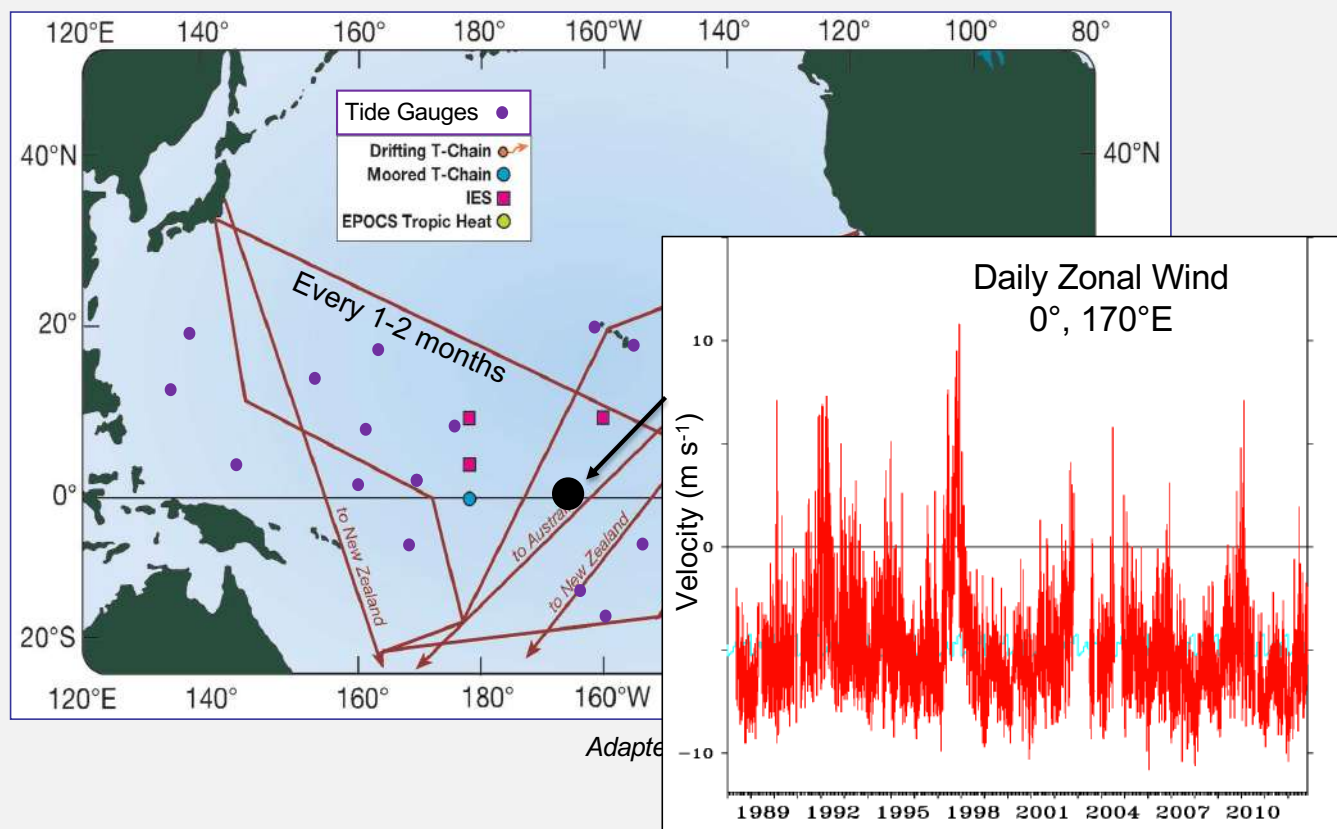 120°E 140° 160° 180° 160°W 140° 120° 100° 80°
Tide Gauges
Drifting T-Chain
Moored T-Chain
IES
EPOCS Tropic Heat
40°N
40°N
Every 1-2 months
20°
0°
20°S
to New Zealand
to Austral
to New Zealand
120°E 140° 160° 180° 160°W
Adapte
Daily Zonal Wind
0°, 170°E
Velocity (m s-1)
10
0
−10
1989 1992 1995 1998 2001 2004 2007 2010